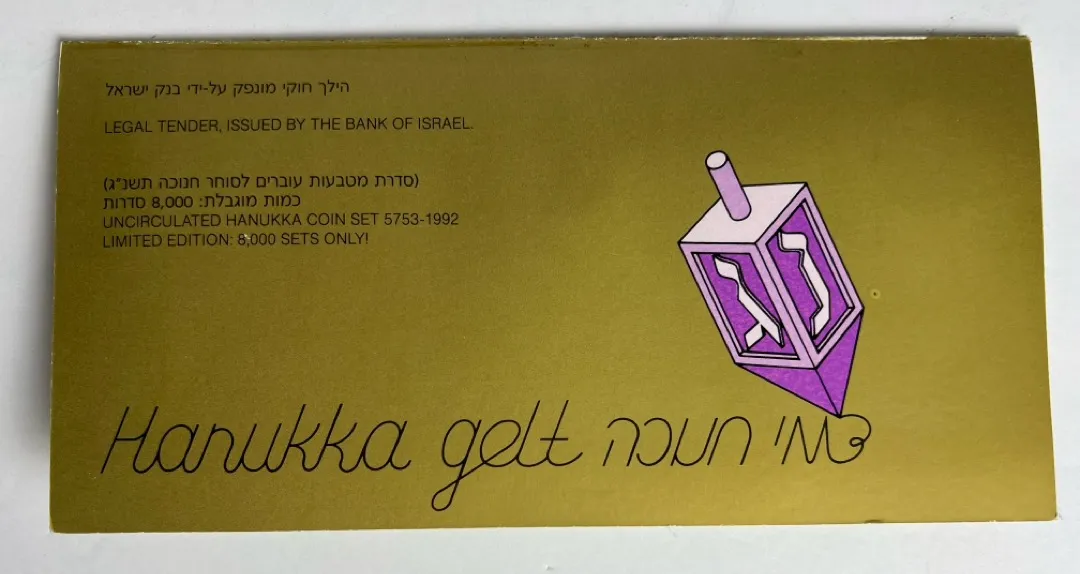 הילך חוקי מונפק על-ידי בנק ישראל
LEGAL TENDER, ISSUED BY THE BANK OF ISRAEL.
(סדרת מטבעות עוברים לסוחר חנוכה תשנ״ג)
כמות מוגבלת: 8,000 סדרות
UNCIRCULATED HANUKKA COIN SET 5753-1992
LIMITED EDITION: 8,000 SETS ONLY!
נ ג
Hanukka gelt דמי חנוכה